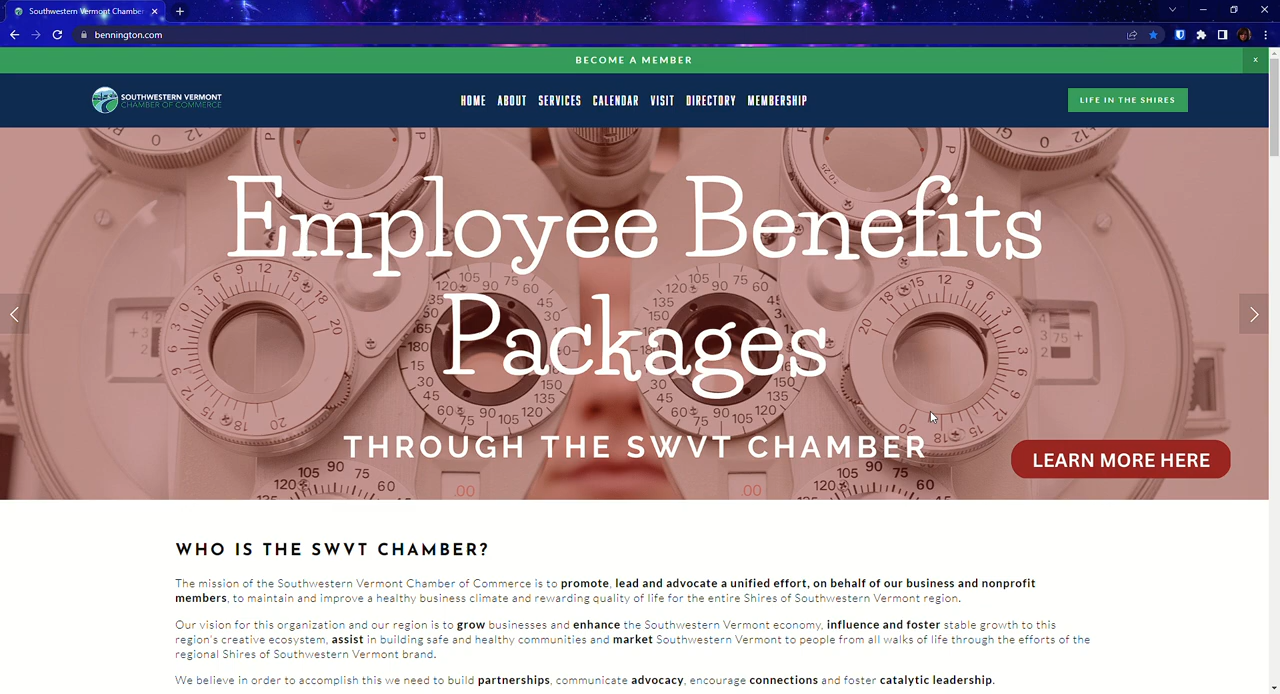 Southwestern Vermont Chamber
bennington.com
BECOME A MEMBER
x
SOUTHWESTERN VERMONT
CHAMBER OF COMMERCE
HOME ABOUT SERVICES CALENDAR VISIT DIRECTORY MEMBERSHIP
LIFE IN THE SHIRES
Employee Benefits
Packages
THROUGH THE SWVT CHAMBER
LEARN MORE HERE
WHO IS THE SWVT CHAMBER?
The mission of the Southwestern Vermont Chamber of Commerce is to promote, lead and advocate a unified effort, on behalf of our business and nonprofit
members, to maintain and improve a healthy business climate and rewarding quality of life for the entire Shires of Southwestern Vermont region.
Our vision for this organization and our region is to grow businesses and enhance the Southwestern Vermont economy, influence and foster stable growth to this
region's creative ecosystem, assist in building safe and healthy communities and market Southwestern Vermont to people from all walks of life through the efforts of the
regional Shires of Southwestern Vermont brand.
We believe in order to accomplish this we need to build partnerships, communicate advocacy, encourage connections and foster catalytic leadership.